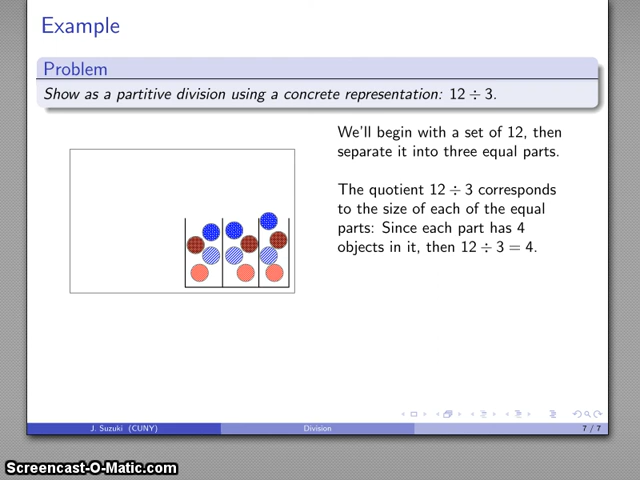 Example
Problem
Show as a partitive division using a concrete representation: 12 ÷ 3.
We'll begin with a set of 12, then
separate it into three equal parts.
The quotient 12 ÷ 3 corresponds
to the size of each of the equal
parts: Since each part has 4
objects in it, then 12 ÷ 3 = 4.
J. Suzuki (CUNY)
Division
7 / 7
Screencast-O-Matic.com